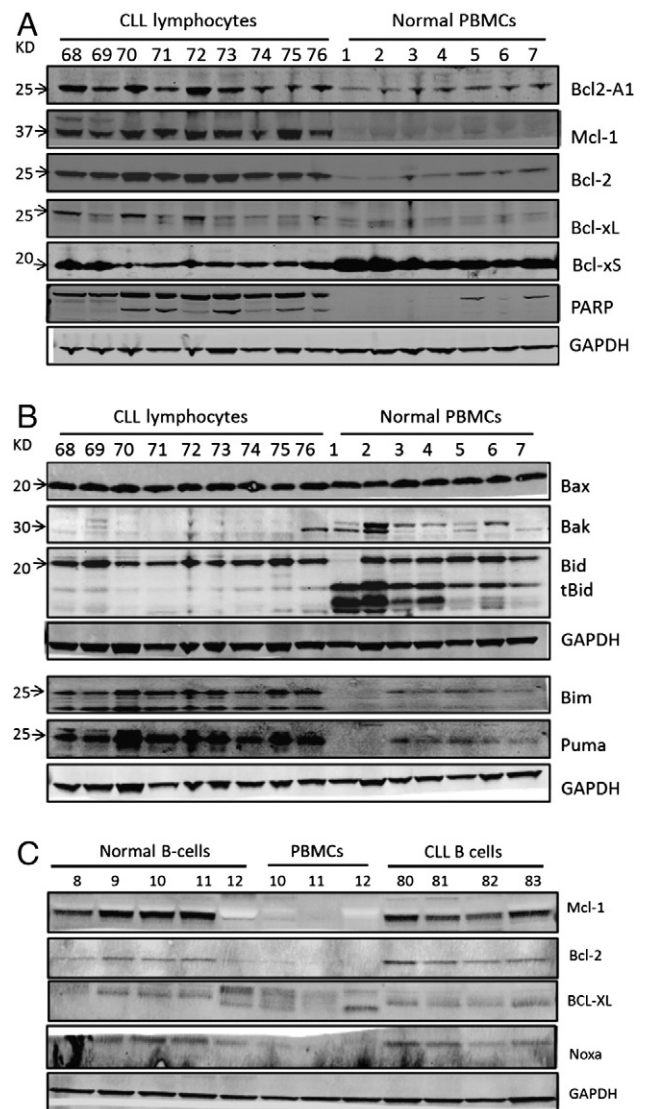 A
CLL lymphocytes Normal PBMCs
KD
68 69 70 71 72 73 74 75 76 1 2 3 4 5 6 7
25→ Bcl2-A1
37→ Mcl-1
25→ Bcl-2
25→ Bcl-xL
20→ Bcl-xS
PARP
GAPDH
B
CLL lymphocytes Normal PBMCs
KD
68 69 70 71 72 73 74 75 76 1 2 3 4 5 6 7
20→ Bax
30→ Bak
20→ Bid
tBid
GAPDH
25→ Bim
25→ Puma
GAPDH
C
Normal B-cells PBMCs CLL B cells
8 9 10 11 12 10 11 12 80 81 82 83
Mcl-1
Bcl-2
BCL-XL
Noxa
GAPDH